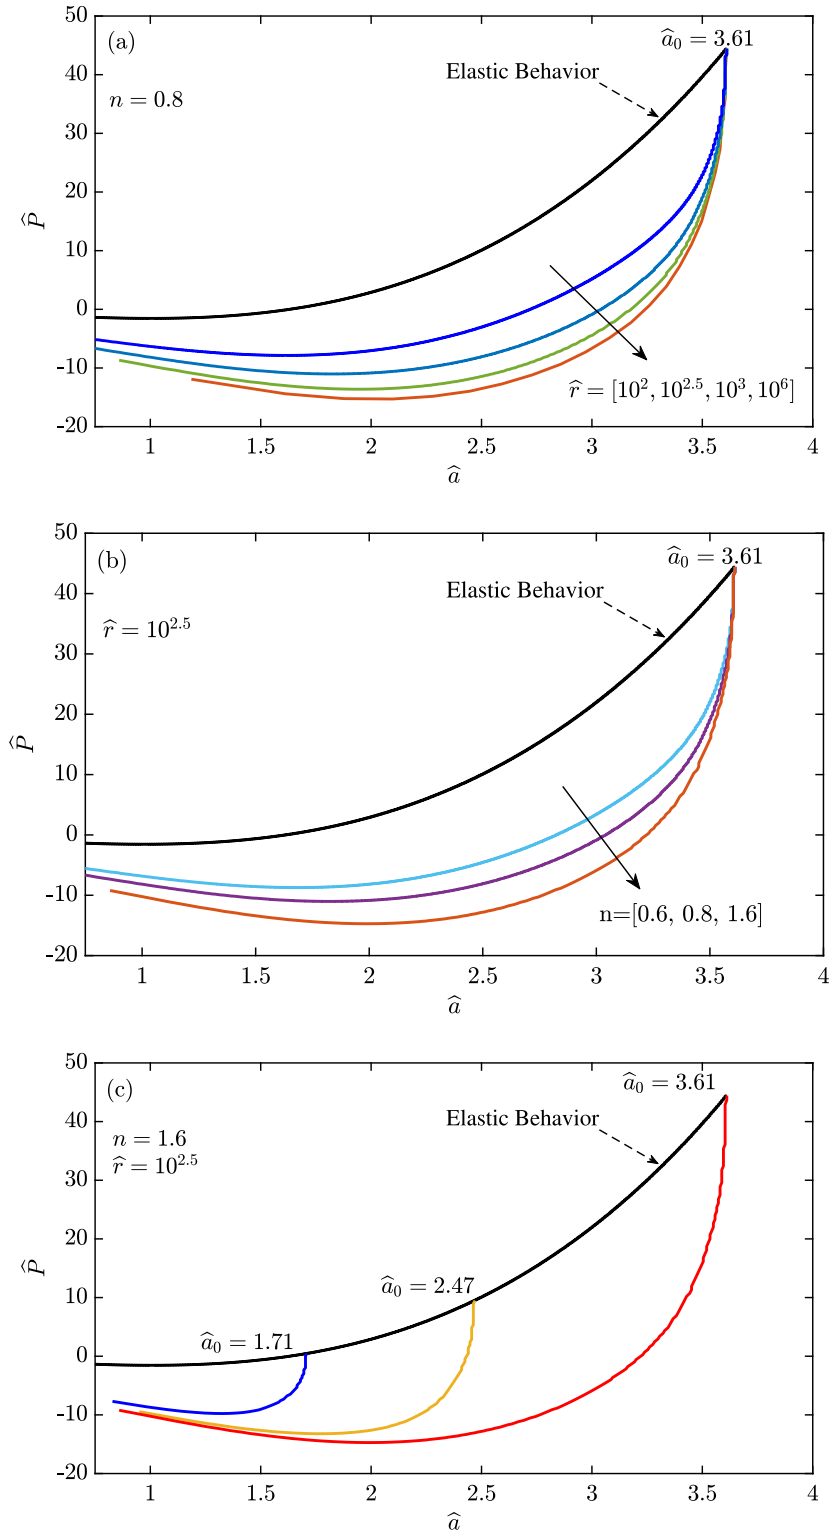 50
(a)
â₀ = 3.61
40
Elastic Behavior
n = 0.8
30
20
P̂
10
0
-10
r̂ = [10², 10^2.5, 10³, 10⁶]
-20
1 1.5 2 2.5 3 3.5 4
â
50
(b)
â₀ = 3.61
40
Elastic Behavior
r̂ = 10^2.5
30
20
P̂
10
0
-10
n=[0.6, 0.8, 1.6]
-20
1 1.5 2 2.5 3 3.5 4
â
50
(c)
â₀ = 3.61
40
Elastic Behavior
n = 1.6
r̂ = 10^2.5
30
20
P̂
â₀ = 2.47
10
â₀ = 1.71
0
-10
-20
1 1.5 2 2.5 3 3.5 4
â